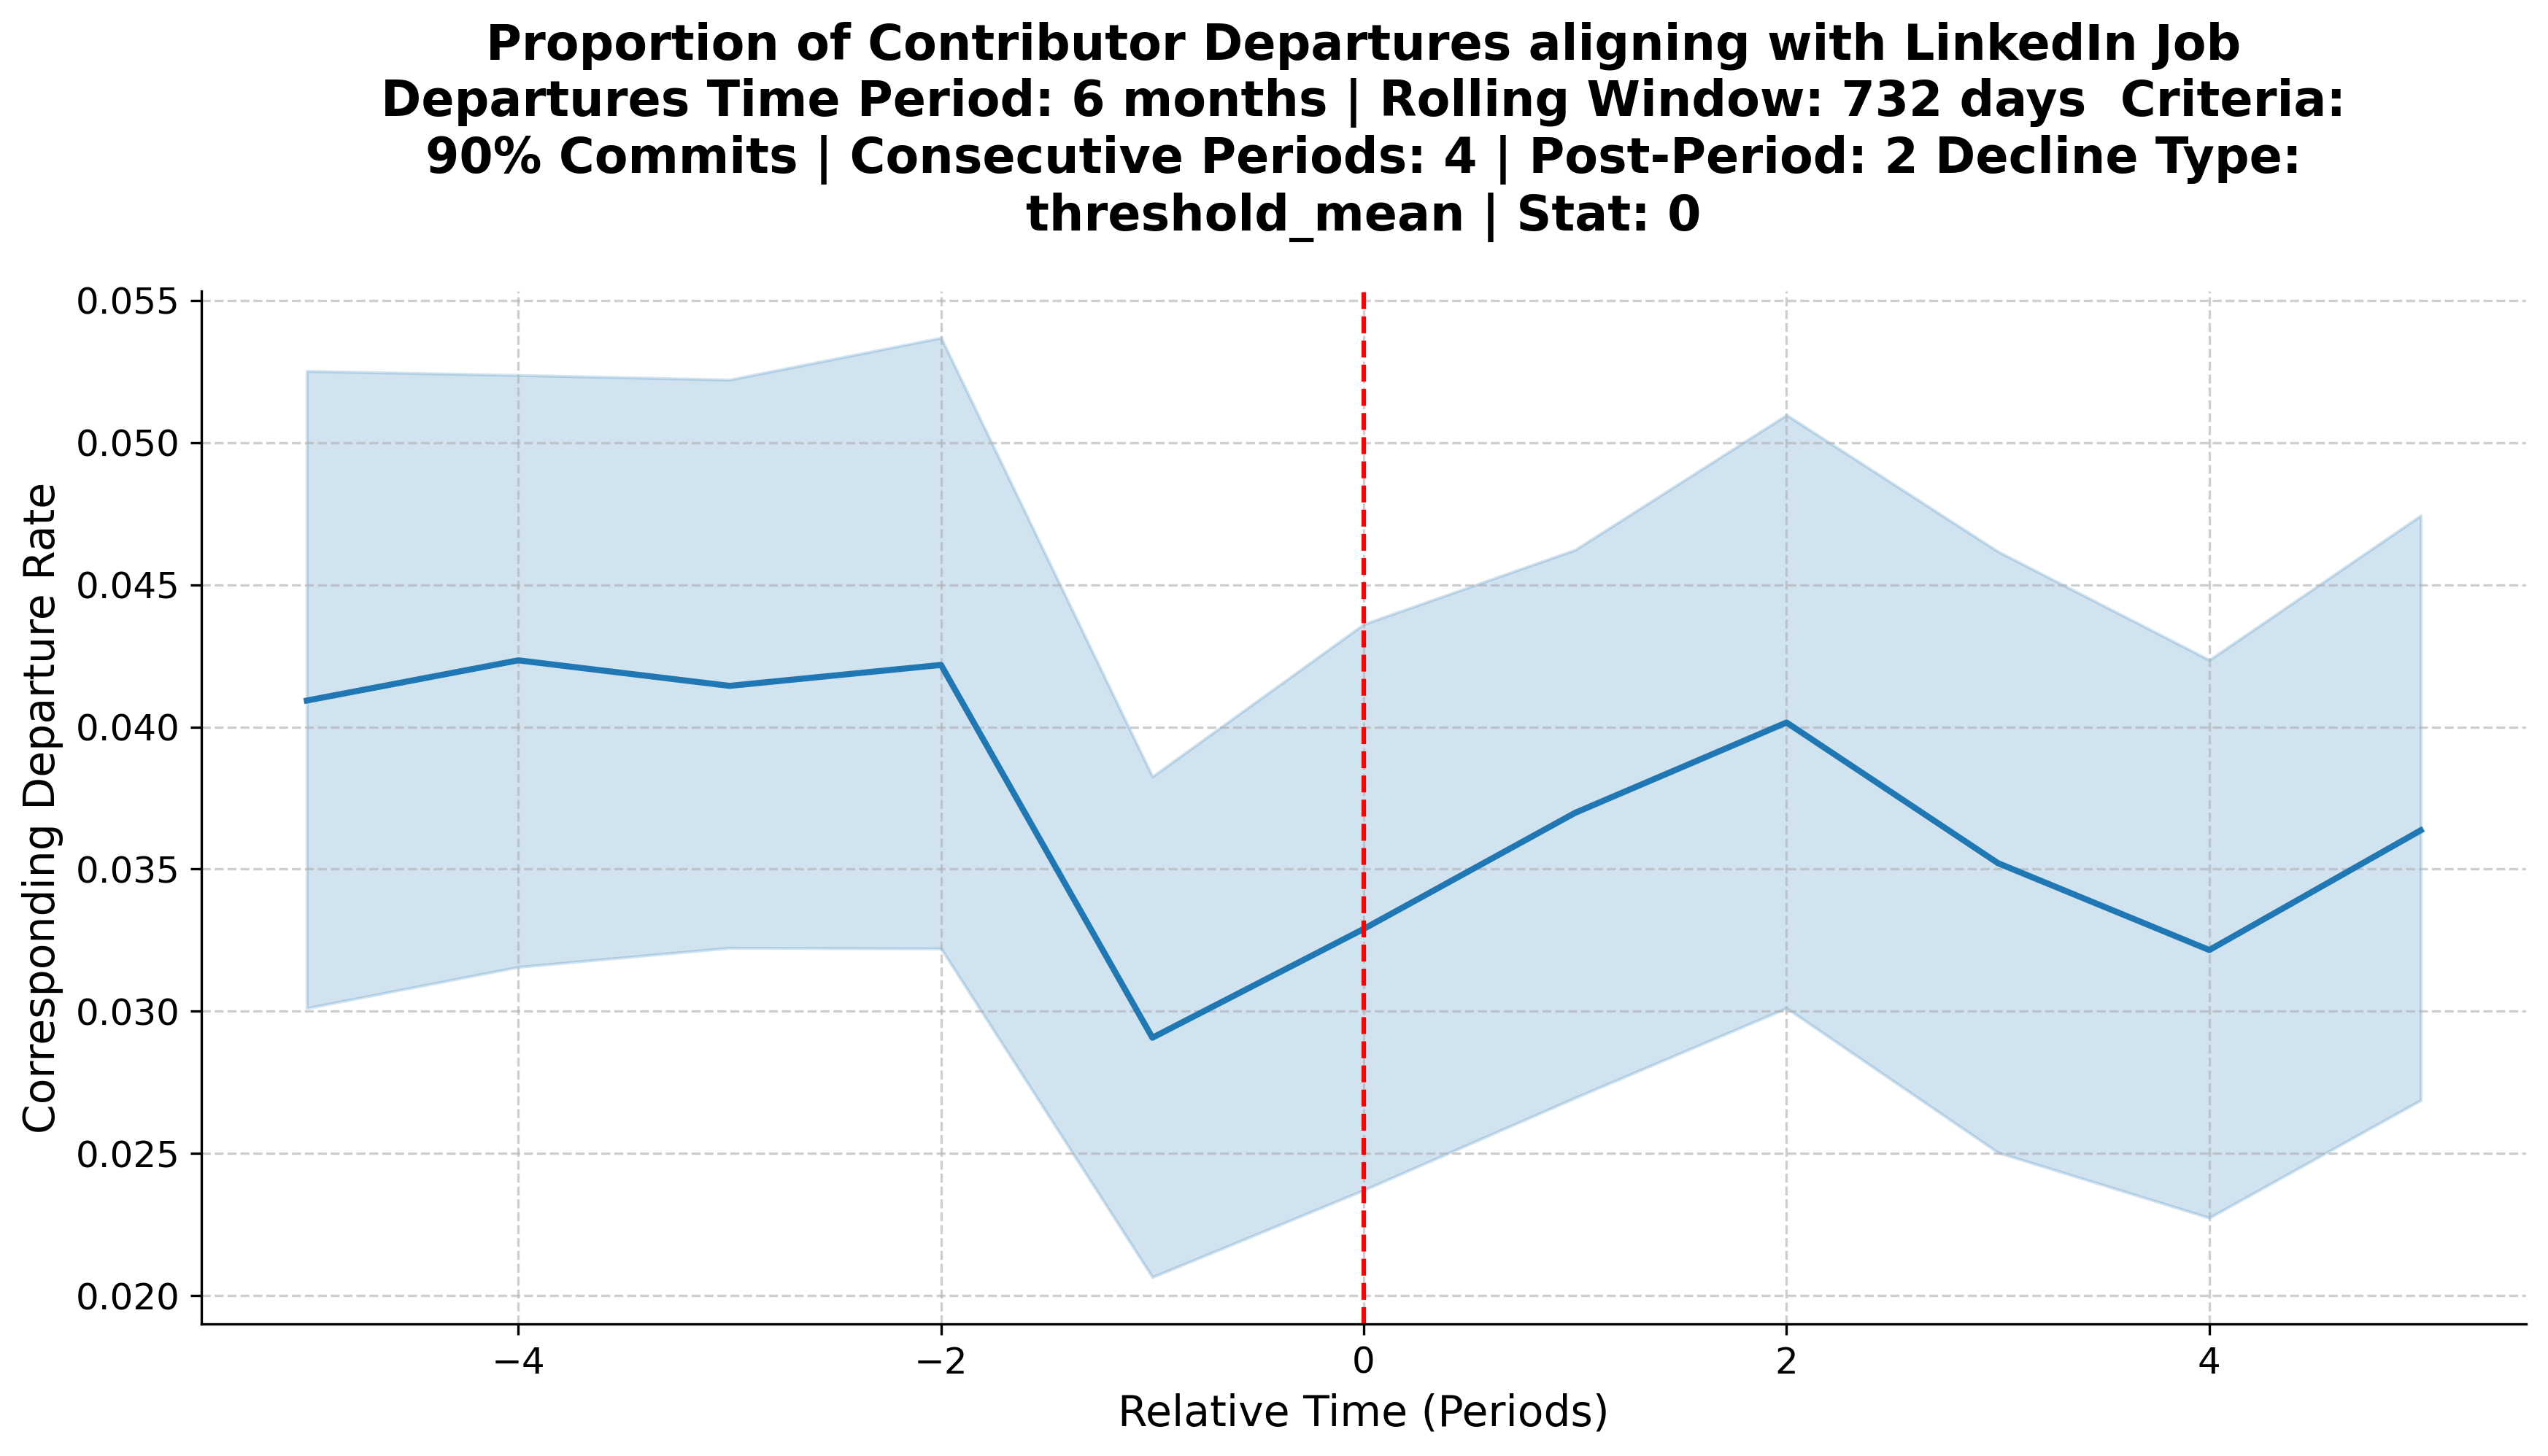 Proportion of Contributor Departures aligning with LinkedIn Job
Departures Time Period: 6 months | Rolling Window: 732 days  Criteria:
90% Commits | Consecutive Periods: 4 | Post-Period: 2 Decline Type:
threshold_mean | Stat: 0
0.055
0.050
0.045
0.040
0.035
0.030
0.025
0.020
Corresponding Departure Rate
−4
−2
0
2
4
Relative Time (Periods)